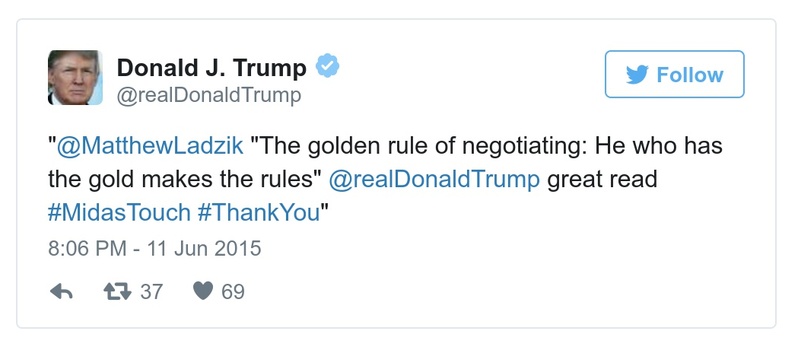 Donald J. Trump
@realDonaldTrump
Follow
"@MatthewLadzik "The golden rule of negotiating: He who has
the gold makes the rules" @realDonaldTrump great read
#MidasTouch #ThankYou"
8:06 PM - 11 Jun 2015
37 69